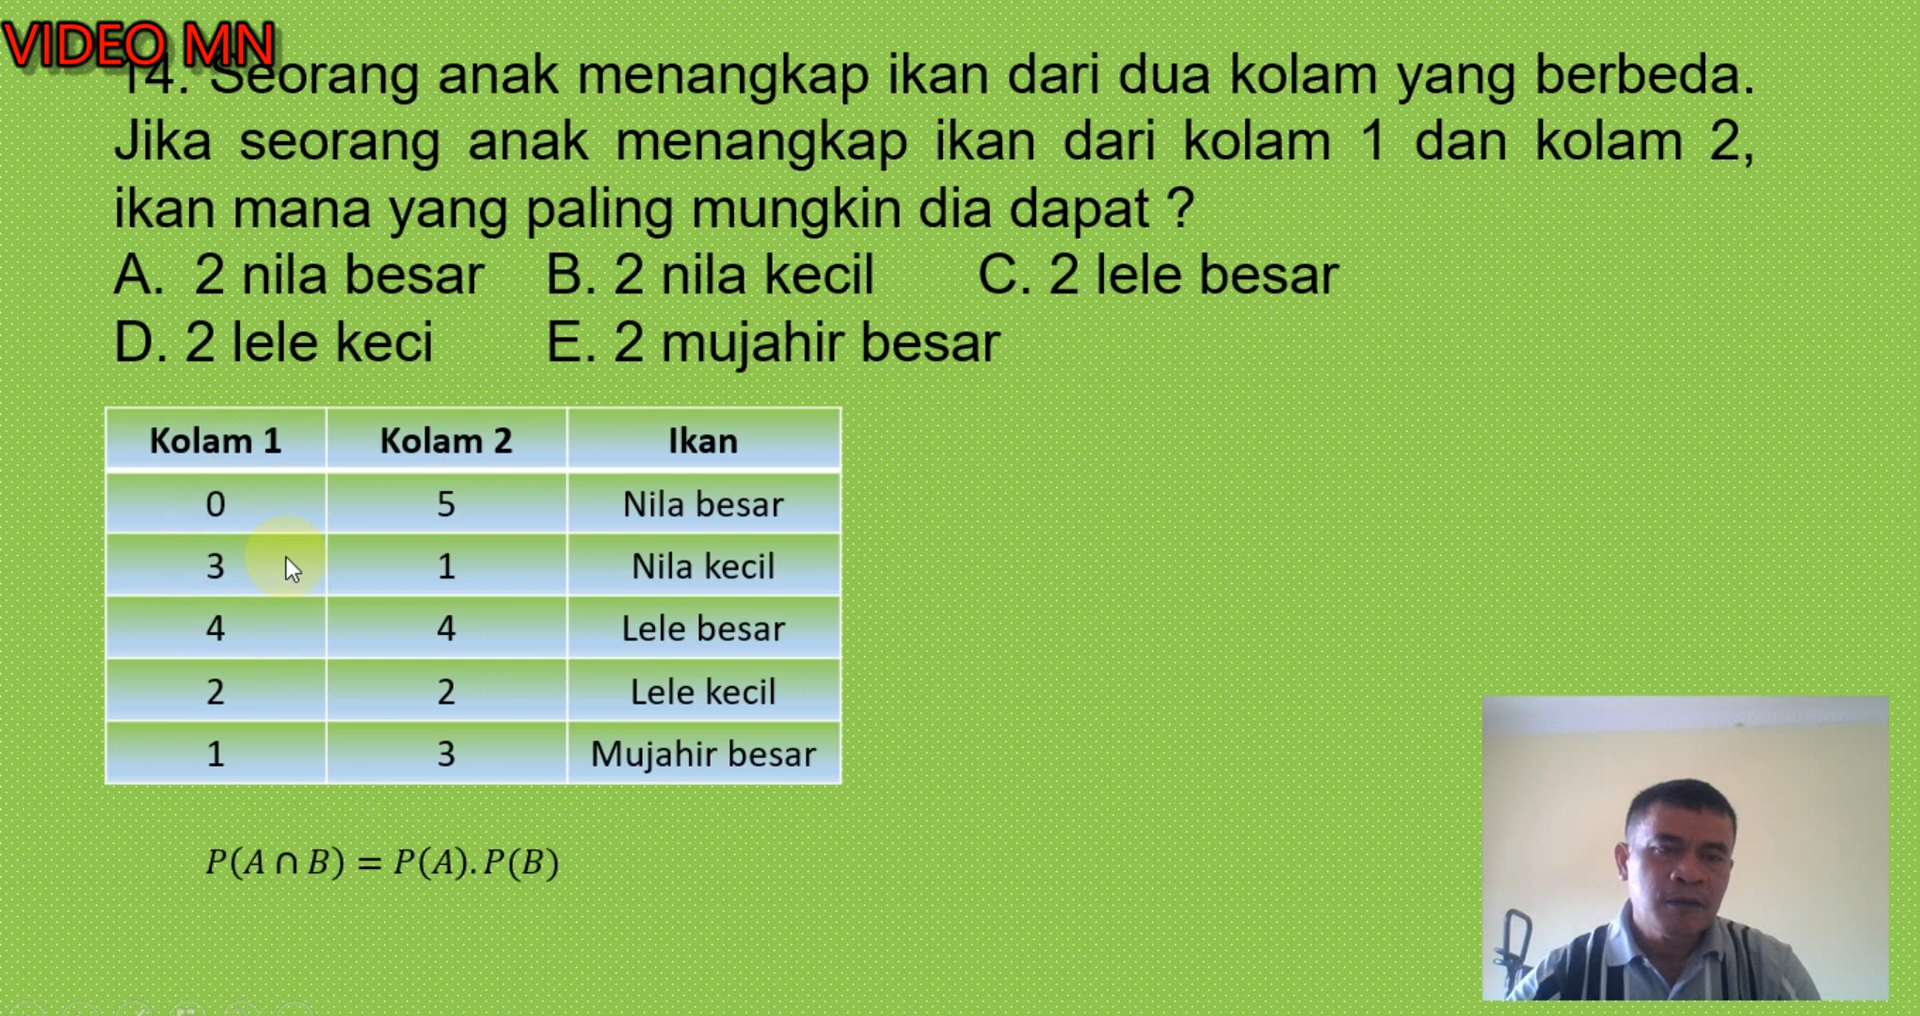 VIDEO MN
14. Seorang anak menangkap ikan dari dua kolam yang berbeda.
Jika seorang anak menangkap ikan dari kolam 1 dan kolam 2,
ikan mana yang paling mungkin dia dapat ?
A. 2 nila besar B. 2 nila kecil C. 2 lele besar
D. 2 lele keci E. 2 mujahir besar
Kolam 1 Kolam 2 Ikan
0 5 Nila besar
3 1 Nila kecil
4 4 Lele besar
2 2 Lele kecil
1 3 Mujahir besar
P(A ∩ B) = P(A). P(B)